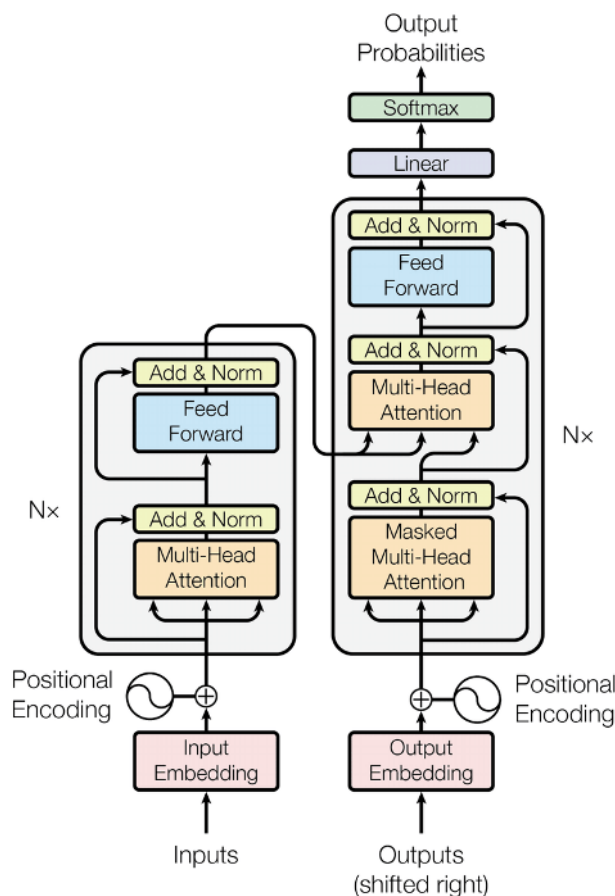 Output
Probabilities
Softmax
Linear
Add & Norm
Feed
Forward
Add & Norm
Multi-Head
Attention
Add & Norm
Masked
Multi-Head
Attention
N×
Add & Norm
Feed
Forward
Add & Norm
Multi-Head
Attention
N×
Positional
Encoding
Positional
Encoding
Input
Embedding
Output
Embedding
Inputs
Outputs
(shifted right)